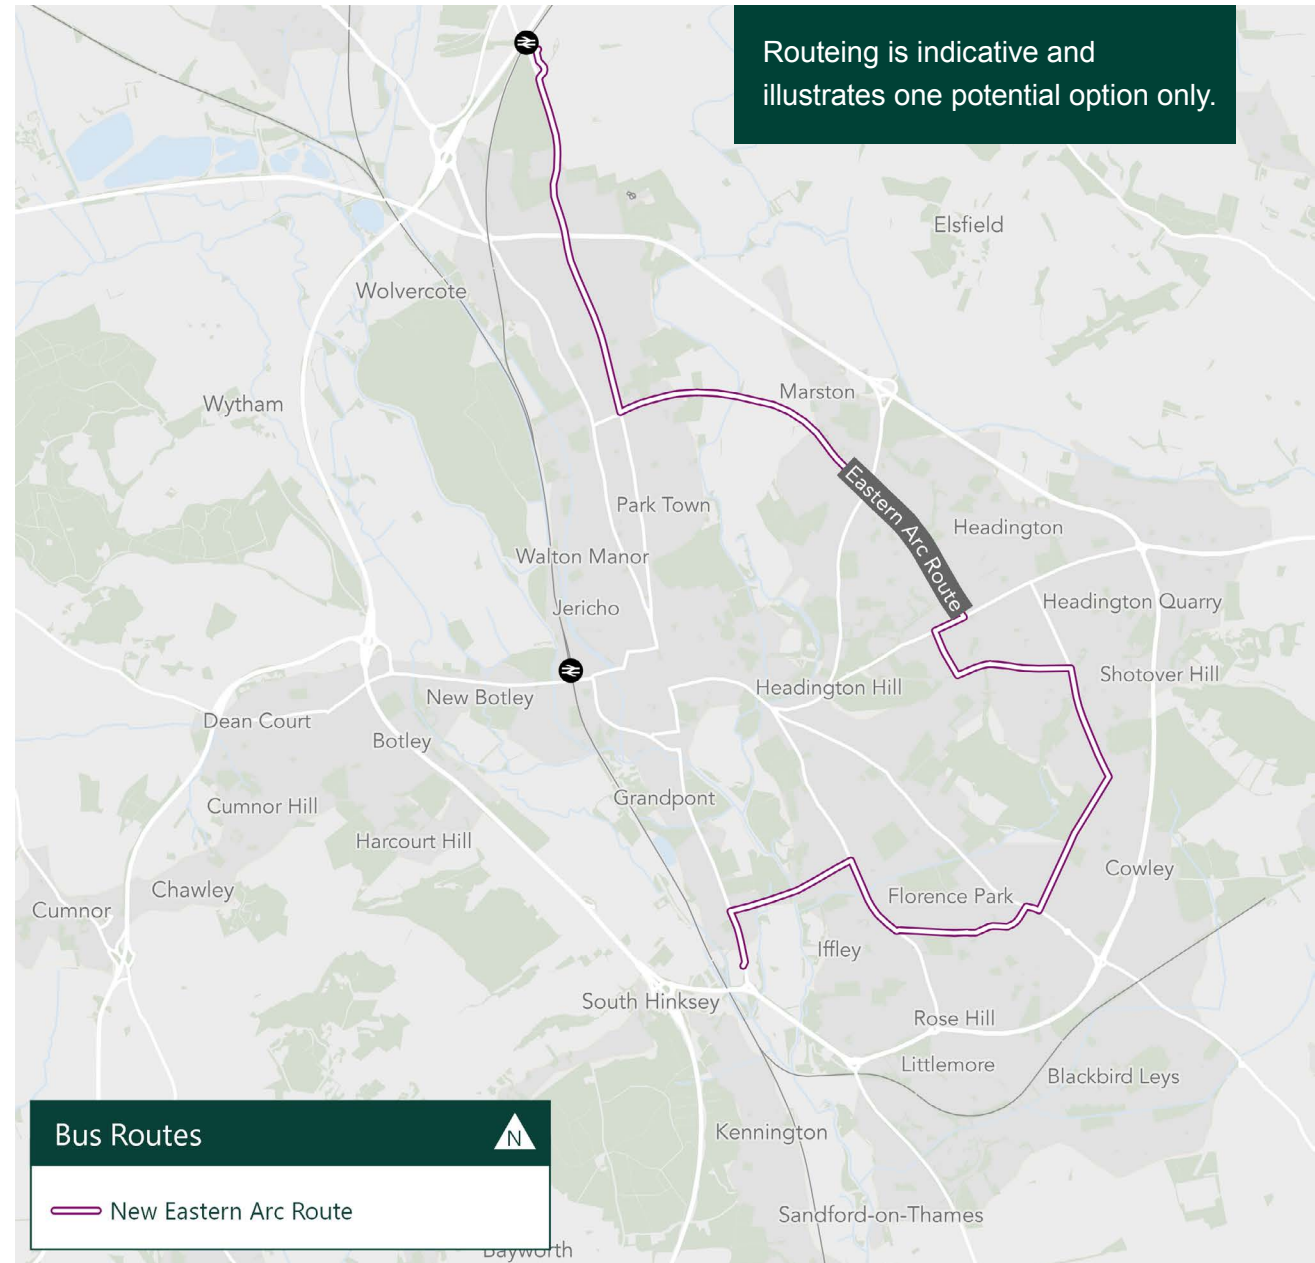 Routeing is indicative and
illustrates one potential option only.
Elsfield
Wolvercote
Marston
Wytham
Eastern Arc Route
Park Town
Headington
Walton Manor
Jericho
Headington Quarry
Shotover Hill
Headington Hill
New Botley
Dean Court
Botley
Grandpont
Cumnor Hill
Harcourt Hill
Cowley
Chawley
Florence Park
Cumnor
Iffley
South Hinksey
Rose Hill
Littlemore
Blackbird Leys
Kennington
Sandford-on-Thames
Bayworth
Bus Routes
N
New Eastern Arc Route